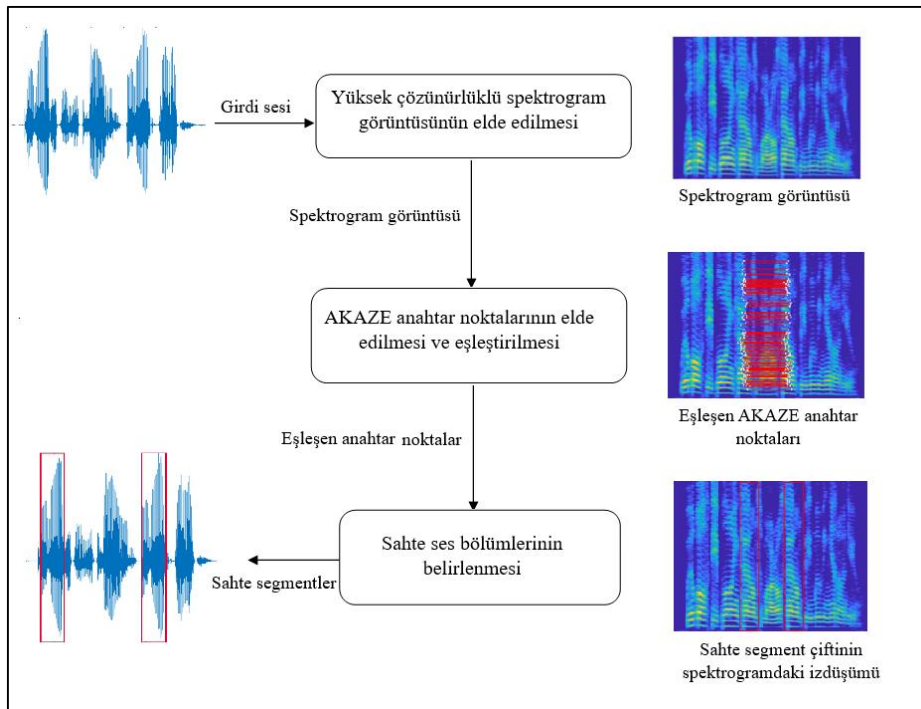 Girdi sesi
Yüksek çözünürlüklü spektrogram
görüntüsünün elde edilmesi
Spektrogram görüntüsü
Spektrogram görüntüsü
AKAZE anahtar noktalarının elde
edilmesi ve eşleştirilmesi
Eşleşen AKAZE anahtar
noktaları
Eşleşen anahtar noktalar
Sahte ses bölümlerinin
belirlenmesi
Sahte segmentler
Sahte segment çiftinin
spektrogramdaki izdüşümü